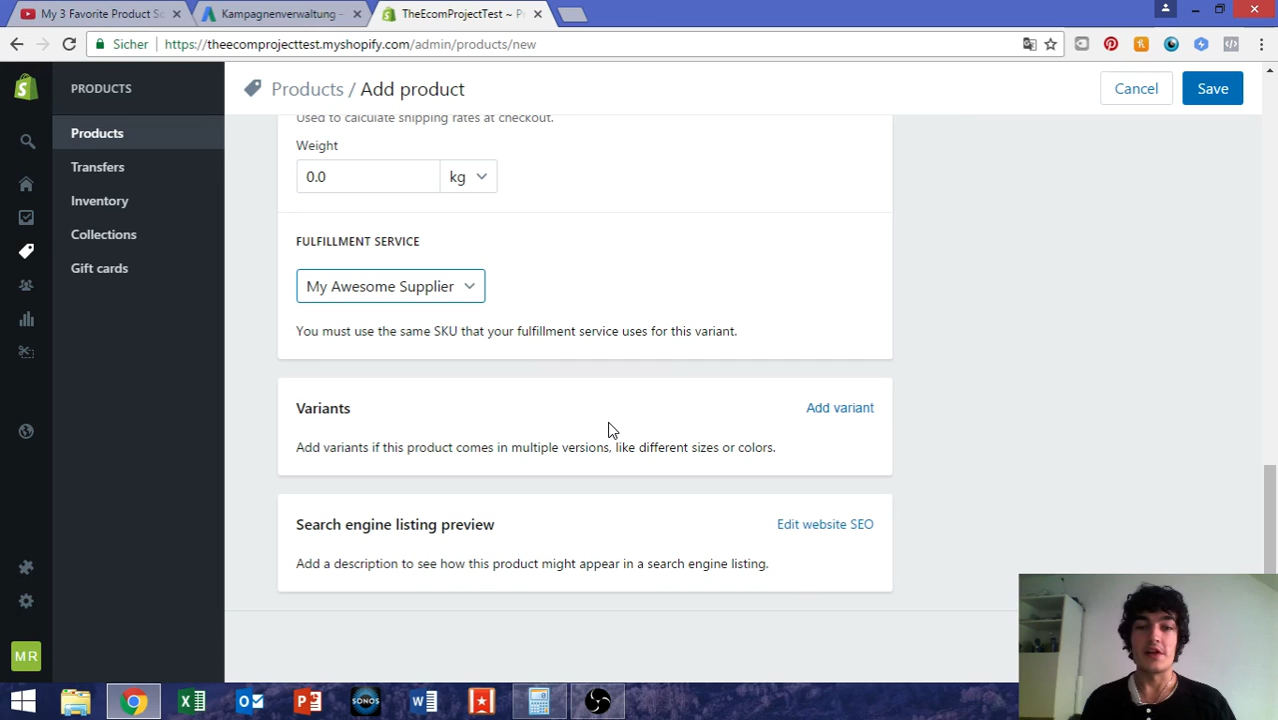 My 3 Favorite Product So
Kampagnenverwaltung -
TheEcomProjectTest ~ P
Sicher
https://theecomprojecttest.myshopify.com/admin/products/new
PRODUCTS
Products / Add product
Cancel
Save
Products
Transfers
Inventory
Collections
Gift cards
MR
Used to calculate shipping rates at checkout.
Weight
0.0
kg
FULFILLMENT SERVICE
My Awesome Supplier
You must use the same SKU that your fulfillment service uses for this variant.
Variants
Add variant
Add variants if this product comes in multiple versions, like different sizes or colors.
Search engine listing preview
Edit website SEO
Add a description to see how this product might appear in a search engine listing.
SONOS